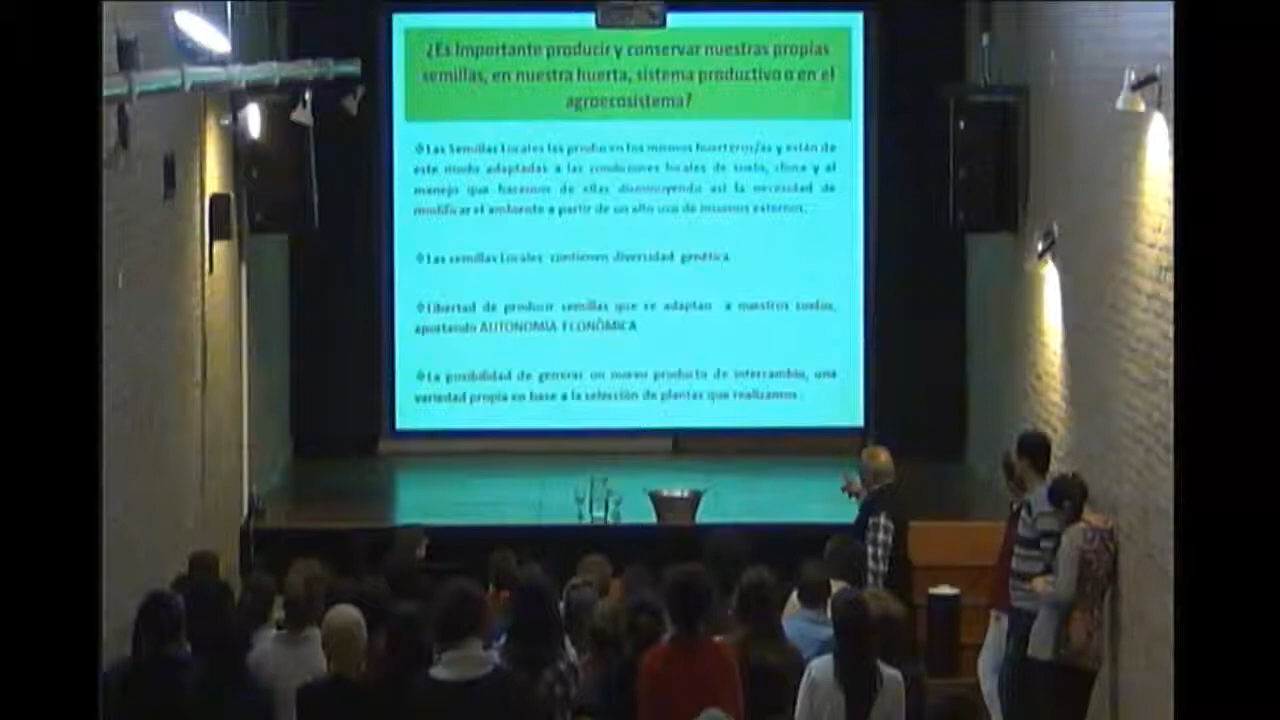 ¿Es Importante producir y conservar nuestras propias
semillas, en nuestra huerta, sistema productivo o en el
agroecosistema?
❖Las Semillas Locales las producen los mismos huerteros/as y están de
este modo adaptadas a las condiciones locales de suelo, clima y al
manejo que hacemos de ellas disminuyendo así la necesidad de
modificar el ambiente a partir de un alto uso de insumos externos.
❖Las semillas Locales contienen diversidad genética
❖Libertad de producir semillas que se adaptan a nuestros suelos,
aportando AUTONOMIA ECONÓMICA
❖La posibilidad de generar un nuevo producto de intercambio, una
variedad propia en base a la selección de plantas que realizamos.